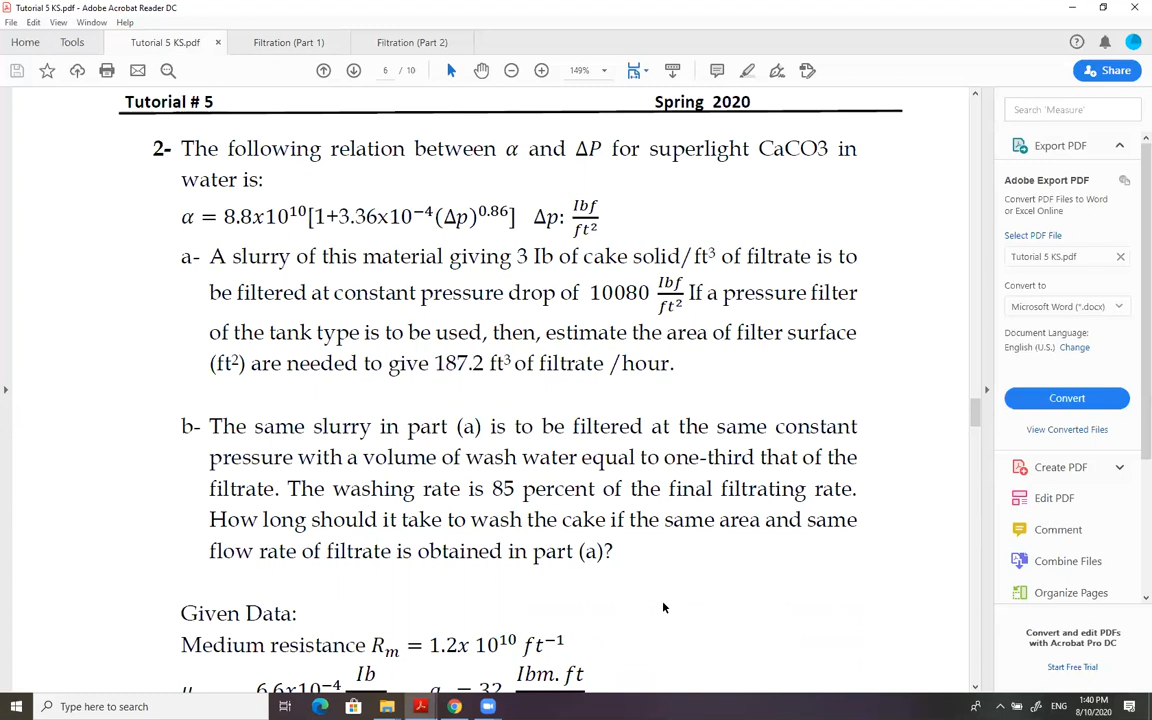 Tutorial 5 KS.pdf - Adobe Acrobat Reader DC
File Edit View Window Help
Home Tools Tutorial 5 KS.pdf × Filtration (Part 1) Filtration (Part 2)
6 / 10 149% Share
Tutorial # 5 Spring 2020
2- The following relation between α and ΔP for superlight CaCO3 in
water is:
α = 8.8x10¹⁰[1+3.36x10⁻⁴(Δp)⁰·⁸⁶] Δp: Ibf/ft²
a- A slurry of this material giving 3 Ib of cake solid/ft³ of filtrate is to
be filtered at constant pressure drop of 10080 Ibf/ft² If a pressure filter
of the tank type is to be used, then, estimate the area of filter surface
(ft²) are needed to give 187.2 ft³ of filtrate /hour.
b- The same slurry in part (a) is to be filtered at the same constant
pressure with a volume of wash water equal to one-third that of the
filtrate. The washing rate is 85 percent of the final filtrating rate.
How long should it take to wash the cake if the same area and same
flow rate of filtrate is obtained in part (a)?
Given Data:
Medium resistance Rₘ = 1.2x 10¹⁰ ft⁻¹
6.6x10⁻⁴ Ib = 32 Ibm. ft
Search 'Measure'
Export PDF
Adobe Export PDF
Convert PDF Files to Word
or Excel Online
Select PDF File
Tutorial 5 KS.pdf ×
Convert to
Microsoft Word (*.docx)
Document Language:
English (U.S.) Change
Convert
View Converted Files
Create PDF
Edit PDF
Comment
Combine Files
Organize Pages
Convert and edit PDFs
with Acrobat Pro DC
Start Free Trial
Type here to search
ENG
1:40 PM
8/10/2020